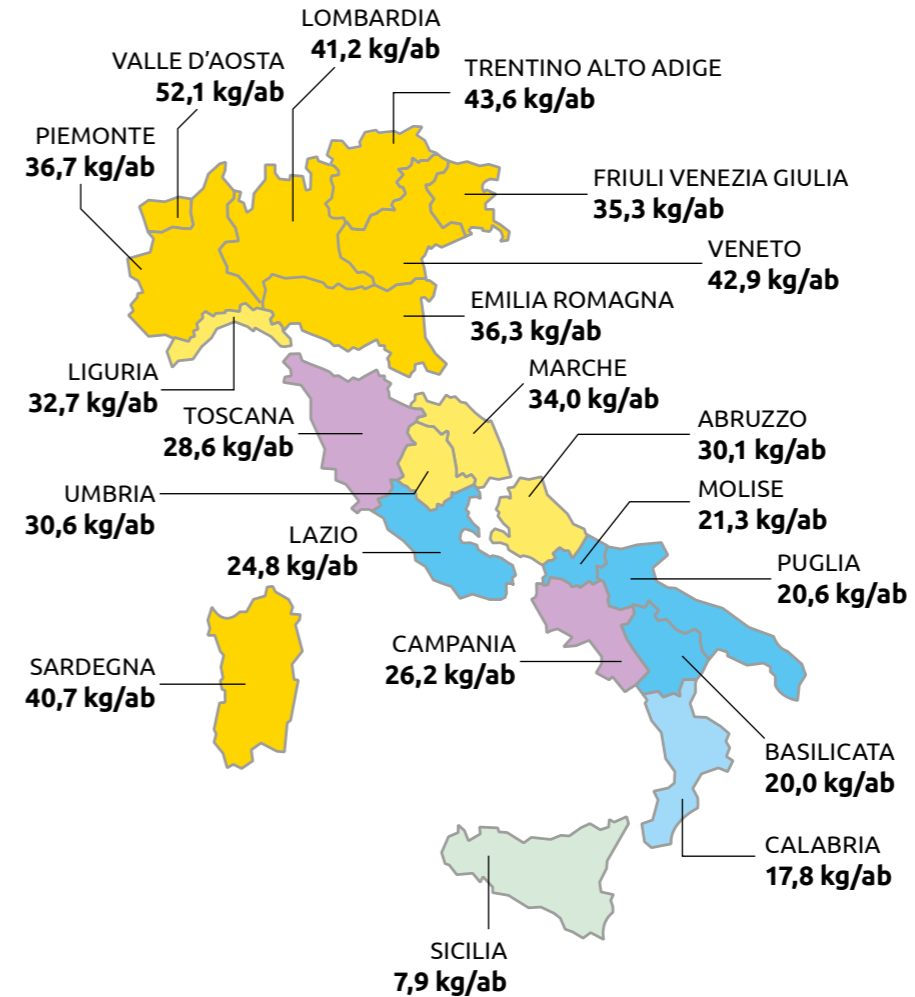 LOMBARDIA
41,2 kg/ab
VALLE D’AOSTA
52,1 kg/ab
TRENTINO ALTO ADIGE
43,6 kg/ab
PIEMONTE
36,7 kg/ab
FRIULI VENEZIA GIULIA
35,3 kg/ab
VENETO
42,9 kg/ab
EMILIA ROMAGNA
36,3 kg/ab
LIGURIA
32,7 kg/ab
MARCHE
34,0 kg/ab
TOSCANA
28,6 kg/ab
ABRUZZO
30,1 kg/ab
UMBRIA
30,6 kg/ab
MOLISE
21,3 kg/ab
LAZIO
24,8 kg/ab
PUGLIA
20,6 kg/ab
CAMPANIA
26,2 kg/ab
SARDEGNA
40,7 kg/ab
BASILICATA
20,0 kg/ab
CALABRIA
17,8 kg/ab
SICILIA
7,9 kg/ab